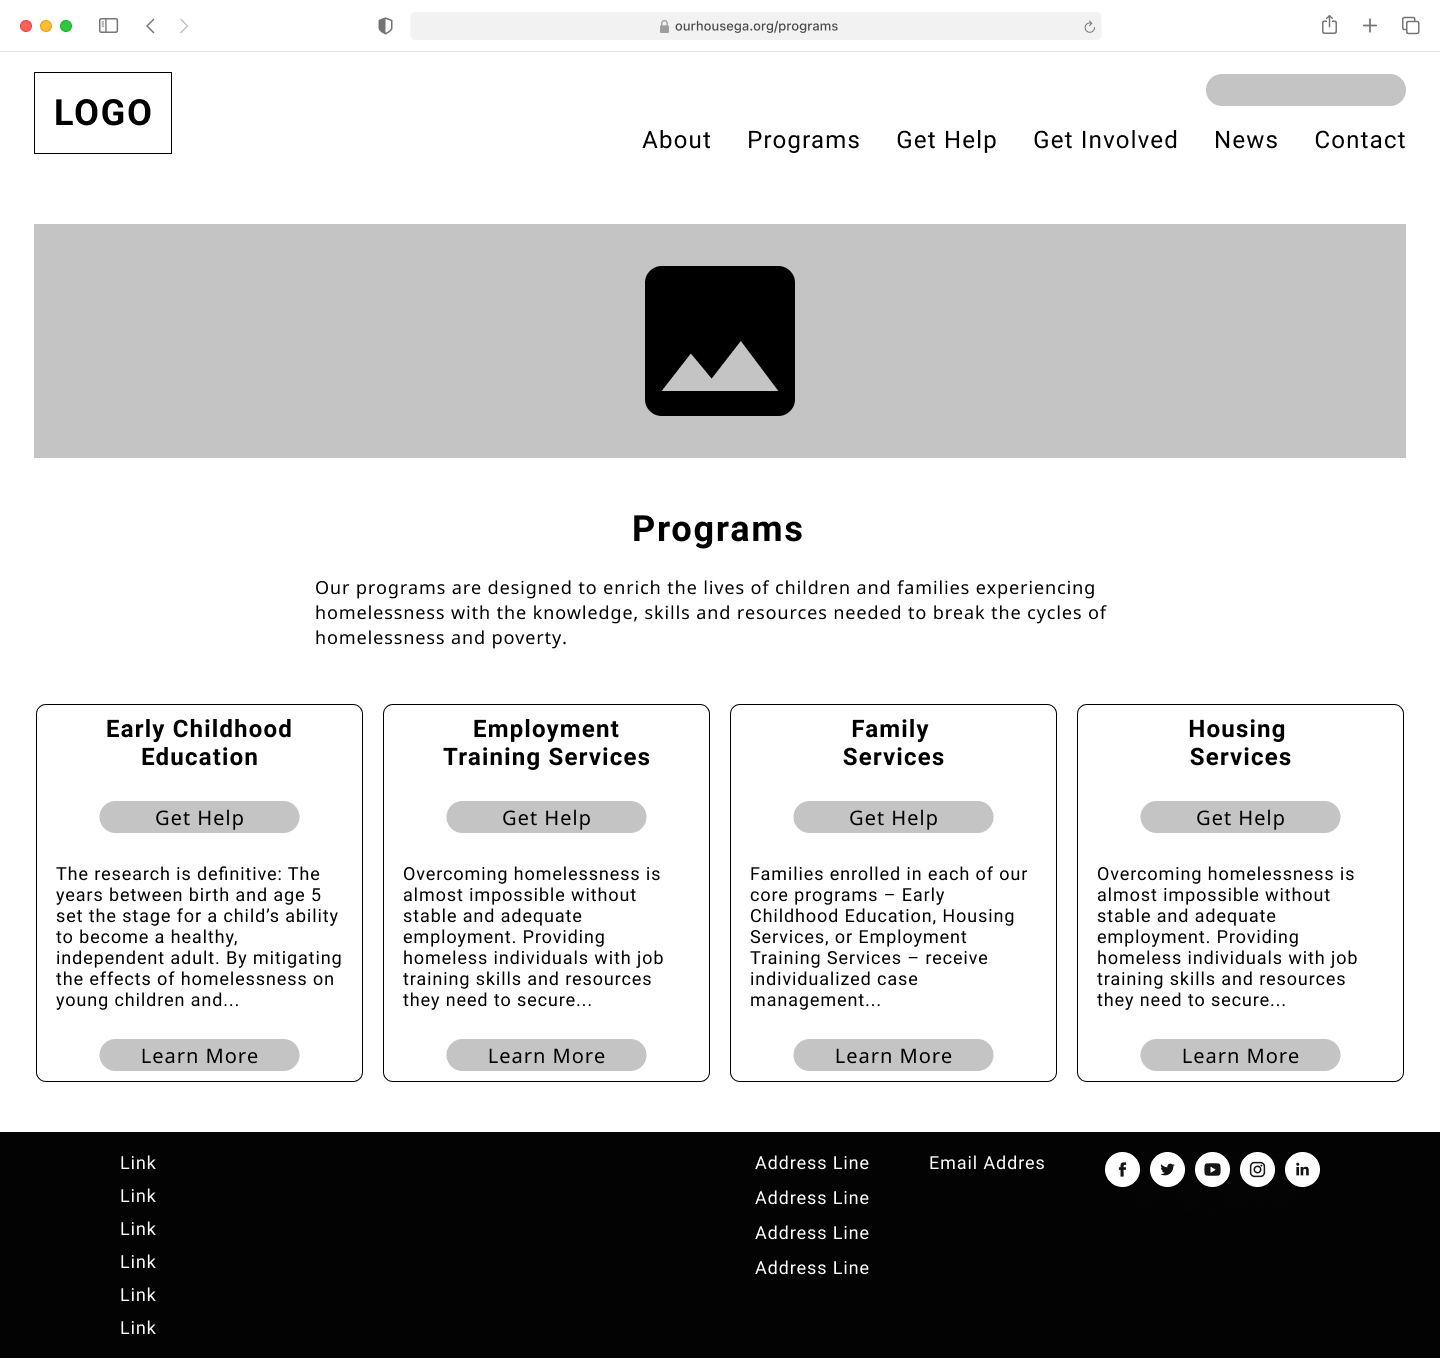 ourhousega.org/programs
LOGO
About Programs Get Help Get Involved News Contact
Programs
Our programs are designed to enrich the lives of children and families experiencing
homelessness with the knowledge, skills and resources needed to break the cycles of
homelessness and poverty.
Early Childhood
Education
Get Help
The research is definitive: The
years between birth and age 5
set the stage for a child’s ability
to become a healthy,
independent adult. By mitigating
the effects of homelessness on
young children and...
Learn More
Employment
Training Services
Get Help
Overcoming homelessness is
almost impossible without
stable and adequate
employment. Providing
homeless individuals with job
training skills and resources
they need to secure...
Learn More
Family
Services
Get Help
Families enrolled in each of our
core programs – Early
Childhood Education, Housing
Services, or Employment
Training Services – receive
individualized case
management...
Learn More
Housing
Services
Get Help
Overcoming homelessness is
almost impossible without
stable and adequate
employment. Providing
homeless individuals with job
training skills and resources
they need to secure...
Learn More
Link
Link
Link
Link
Link
Link
Address Line
Address Line
Address Line
Address Line
Email Addres